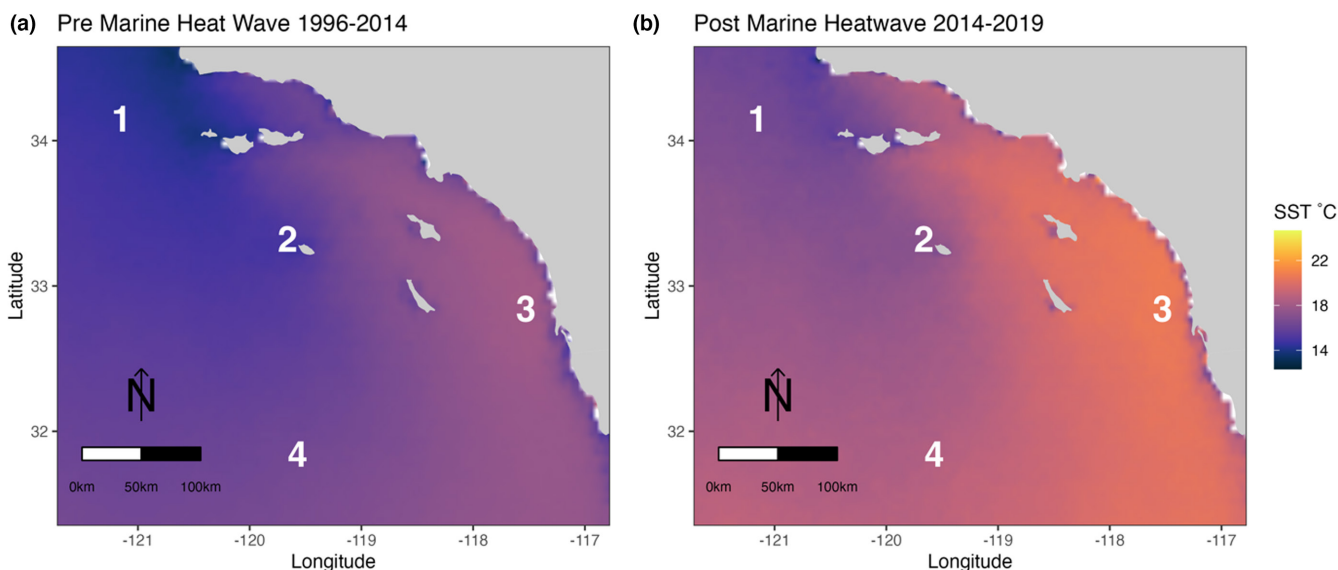 (a) Pre Marine Heat Wave 1996-2014
1
2
3
4
N
0km 50km 100km
34
33
32
Latitude
-121 -120 -119 -118 -117
Longitude
(b) Post Marine Heatwave 2014-2019
1
2
3
4
N
0km 50km 100km
34
33
32
Latitude
-121 -120 -119 -118 -117
Longitude
SST °C
22
18
14